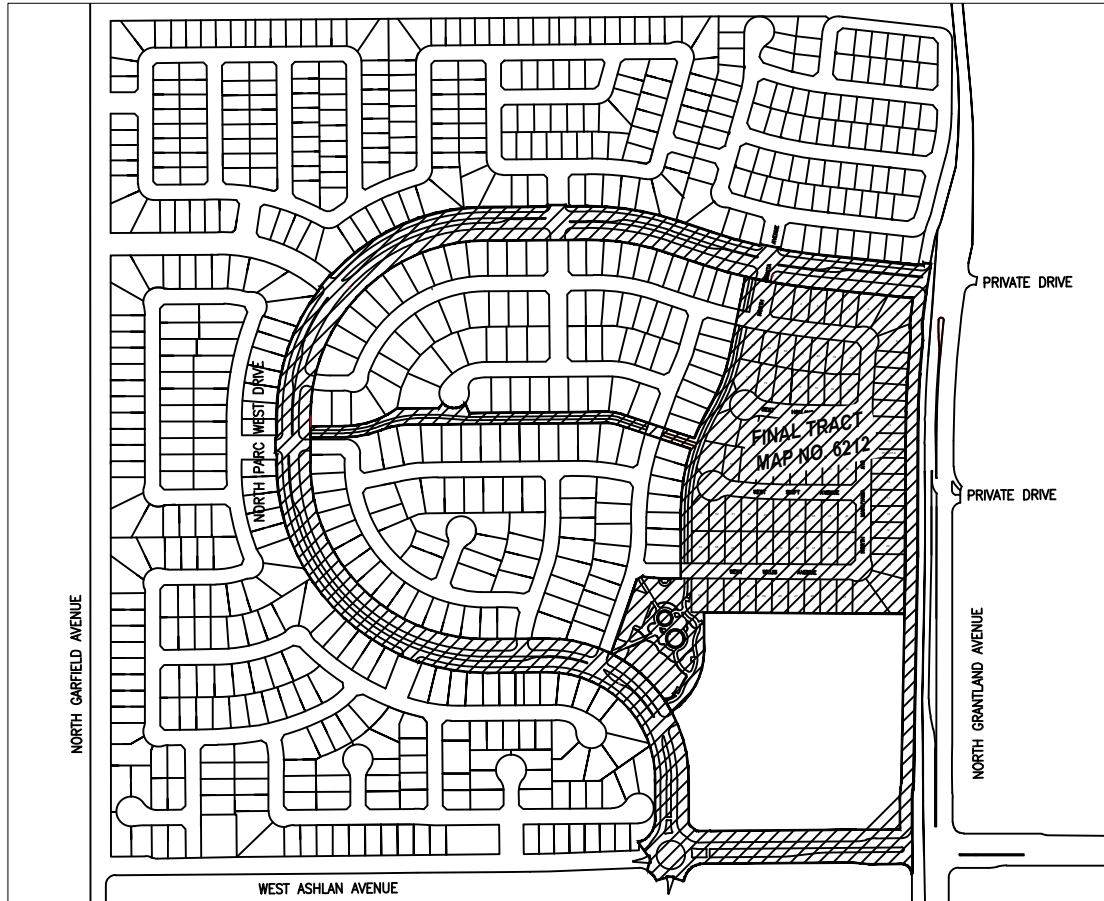 PRIVATE DRIVE
NORTH PARC WEST DRIVE
FINAL TRACT
MAP NO 6212
PRIVATE DRIVE
NORTH GARFIELD AVENUE
NORTH GRANTLAND AVENUE
WEST ASHLAN AVENUE